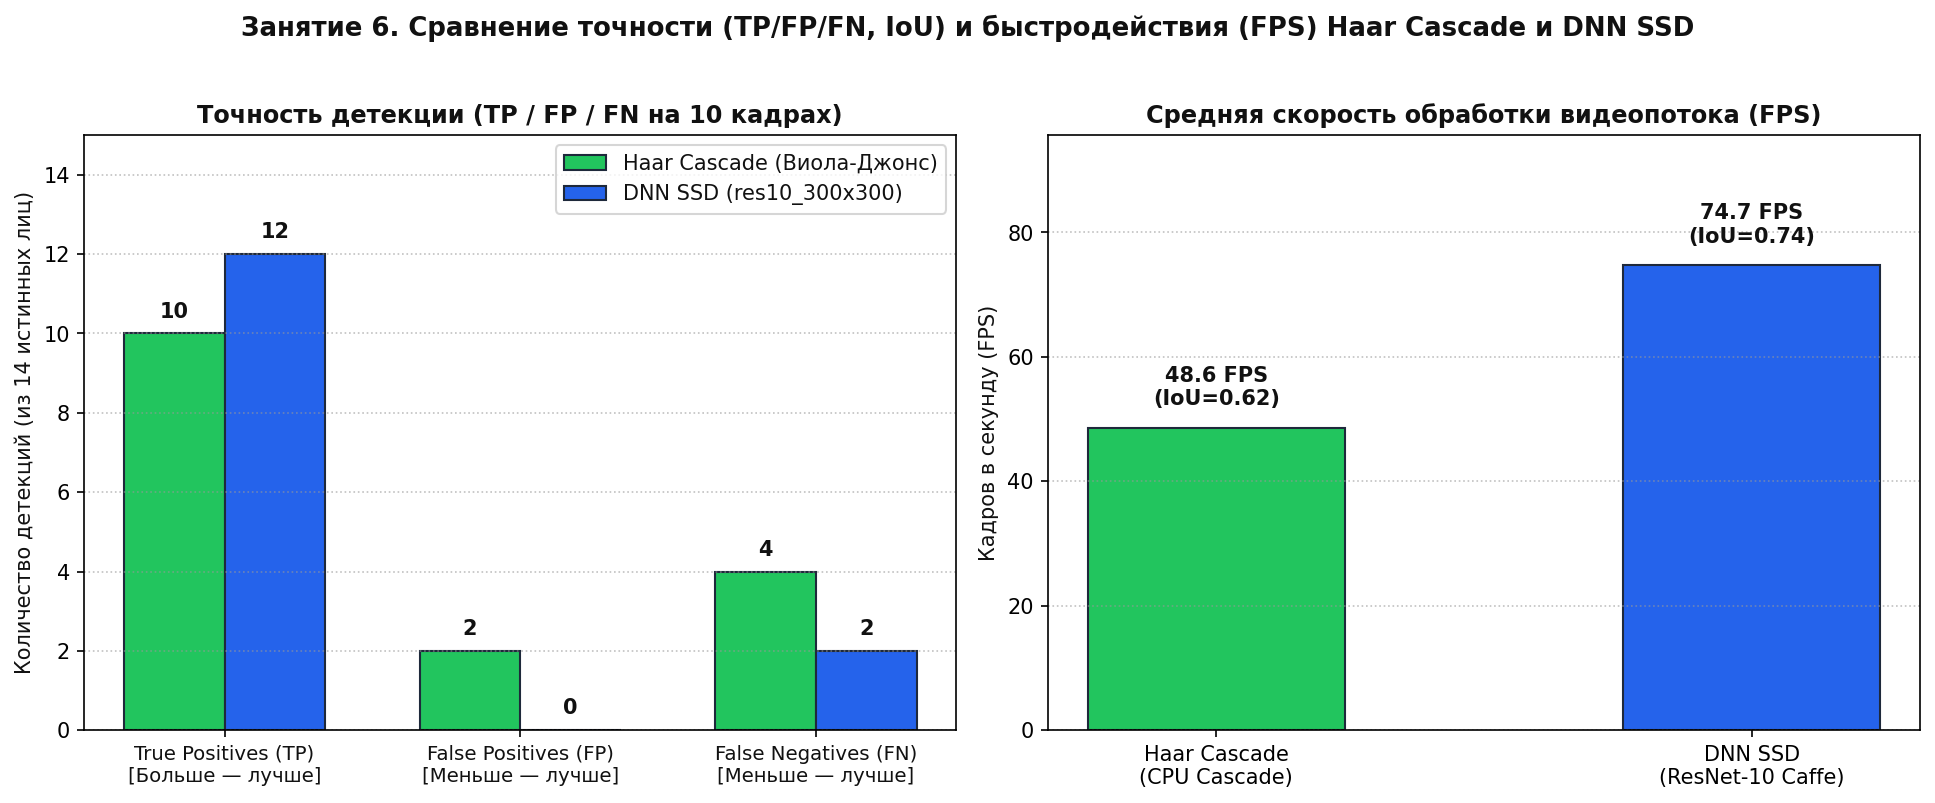 Занятие 6. Сравнение точности (TP/FP/FN, IoU) и быстродействия (FPS) Haar Cascade и DNN SSD
Точность детекции (TP / FP / FN на 10 кадрах)
Количество детекций (из 14 истинных лиц)
14
12
10
8
6
4
2
0
Haar Cascade (Виола-Джонс)
DNN SSD (res10_300x300)
10
12
2
0
4
2
True Positives (TP)
[Больше — лучше]
False Positives (FP)
[Меньше — лучше]
False Negatives (FN)
[Меньше — лучше]
Средняя скорость обработки видеопотока (FPS)
Кадров в секунду (FPS)
80
60
40
20
0
48.6 FPS
(IoU=0.62)
74.7 FPS
(IoU=0.74)
Haar Cascade
(CPU Cascade)
DNN SSD
(ResNet-10 Caffe)